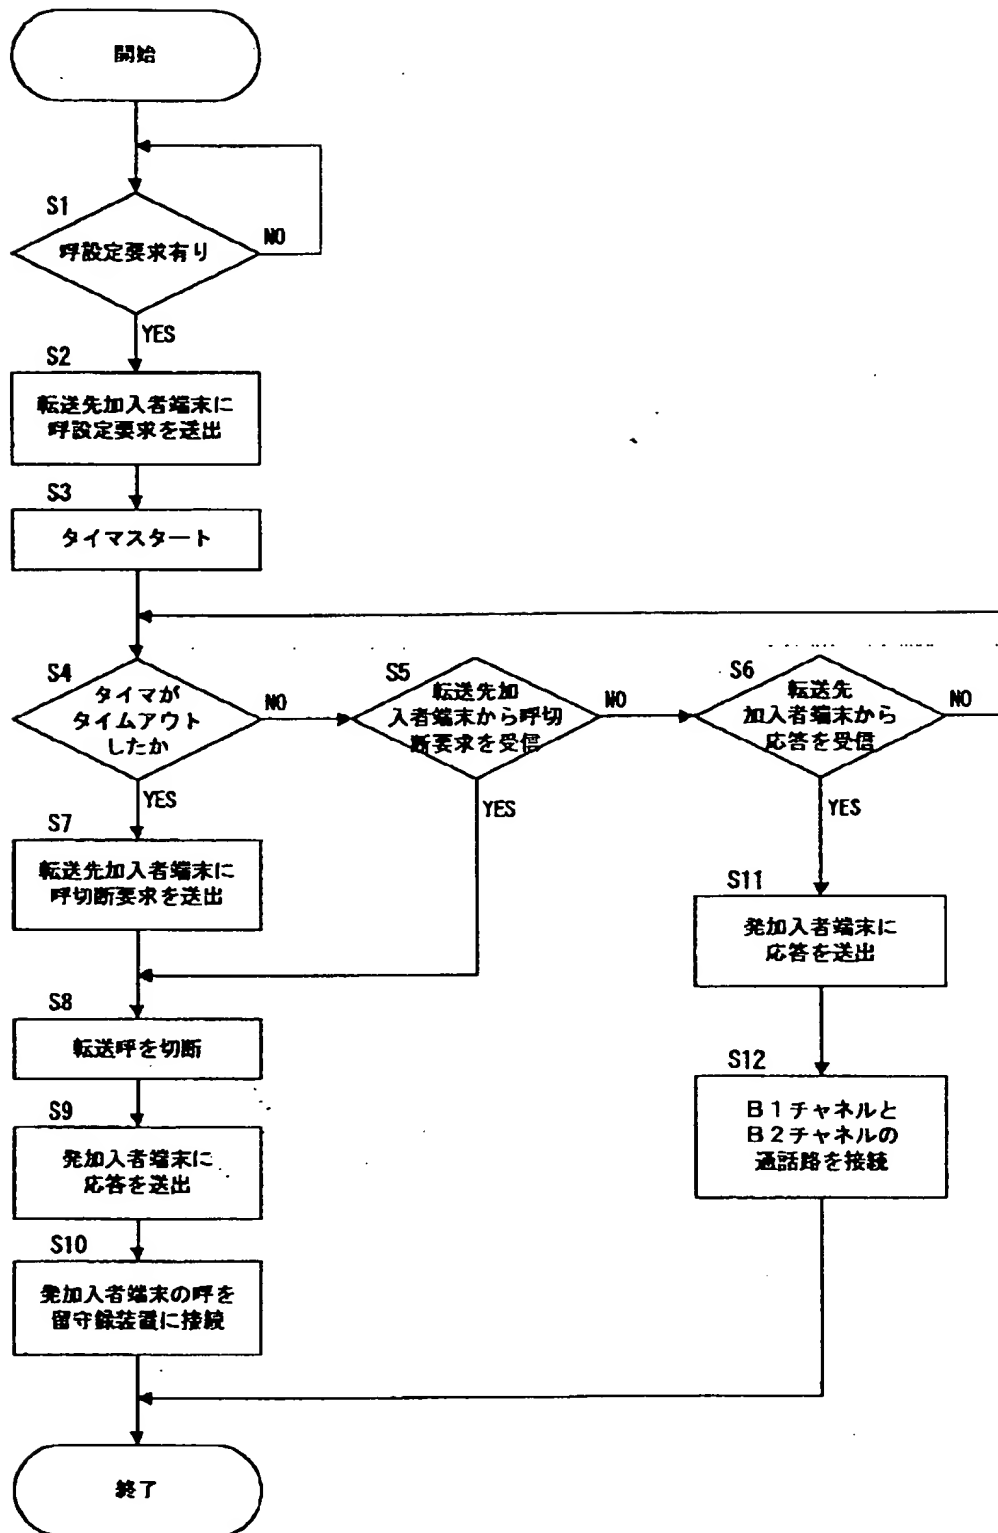 開始
S1
呼設定要求有り
NO
YES
S2
転送先加入者端末に
呼設定要求を送出
S3
タイマスタート
S4
タイマが
タイムアウト
したか
NO
YES
S5
転送先加
入者端末から呼切
断要求を受信
NO
YES
S6
転送先
加入者端末から
応答を受信
NO
YES
S7
転送先加入者端末に
呼切断要求を送出
S8
転送呼を切断
S9
発加入者端末に
応答を送出
S10
発加入者端末の呼を
留守録装置に接続
S11
発加入者端末に
応答を送出
S12
B1チャネルと
B2チャネルの
通話路を接続
終了